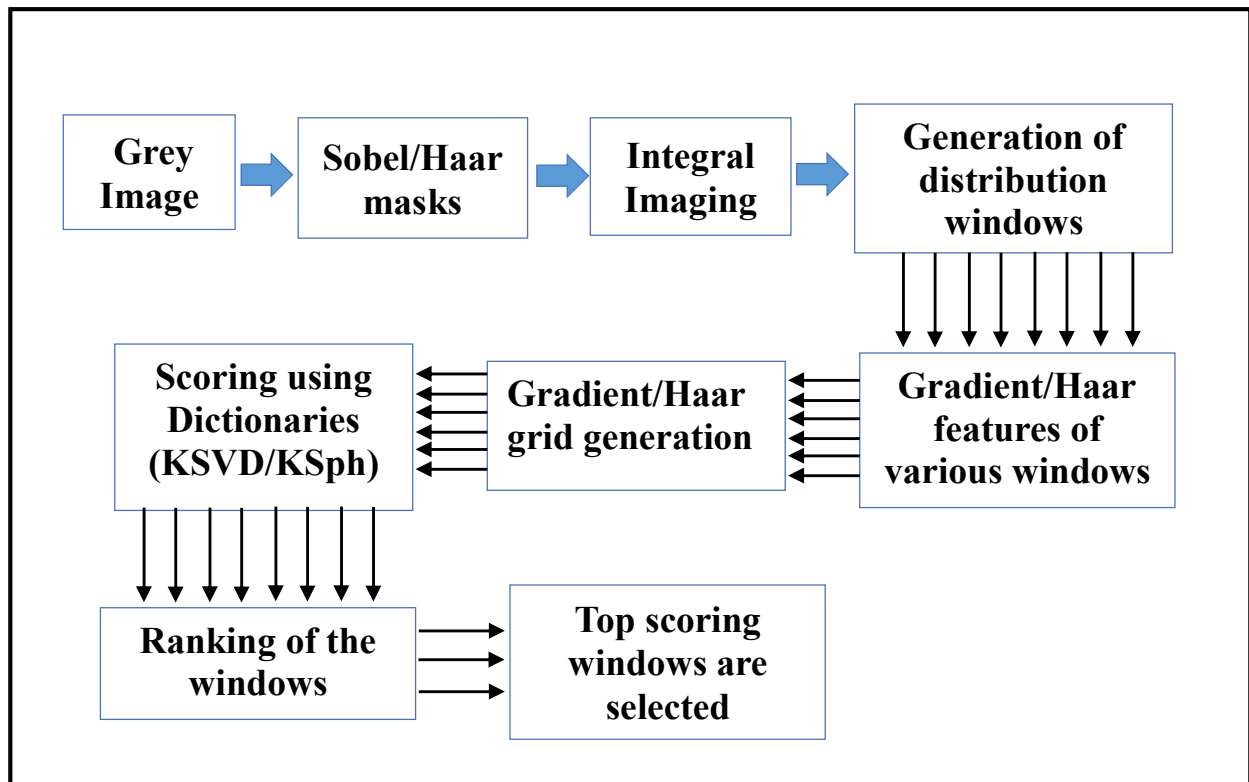 Grey
Image
Sobel/Haar
masks
Integral
Imaging
Generation of
distribution
windows
Gradient/Haar
features of
various windows
Gradient/Haar
grid generation
Scoring using
Dictionaries
(KSVD/KSph)
Ranking of the
windows
Top scoring
windows are
selected